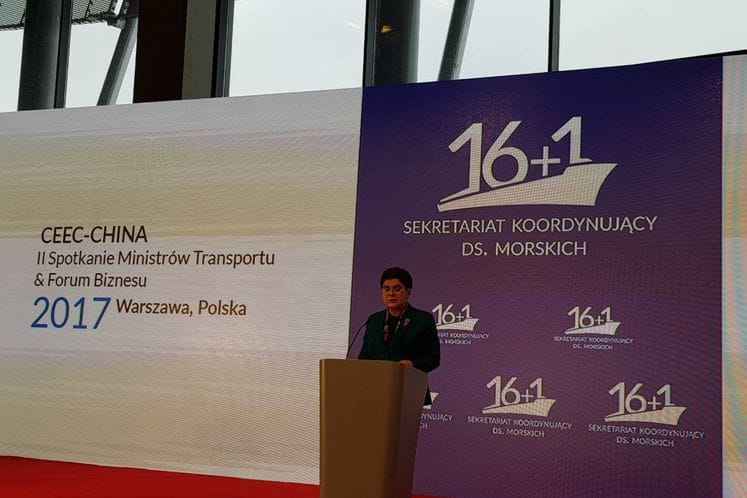 CEEC-CHINA
II Spotkanie Ministrów Transportu
& Forum Biznesu
2017 Warszawa, Polska
16+1
SEKRETARIAT KOORDYNUJĄCY
DS. MORSKICH
16+1
SEKRETARIAT KOORDYNUJĄCY
DS. MORSKICH
16+1
SEKRETARIAT KOORDYNUJĄCY
DS. MORSKICH
16+1
SEKRETARIAT KOORDYNUJĄCY
DS. MORSKICH
16+1
SEKRETARIAT KOORDYNUJĄCY
DS. MORSKICH